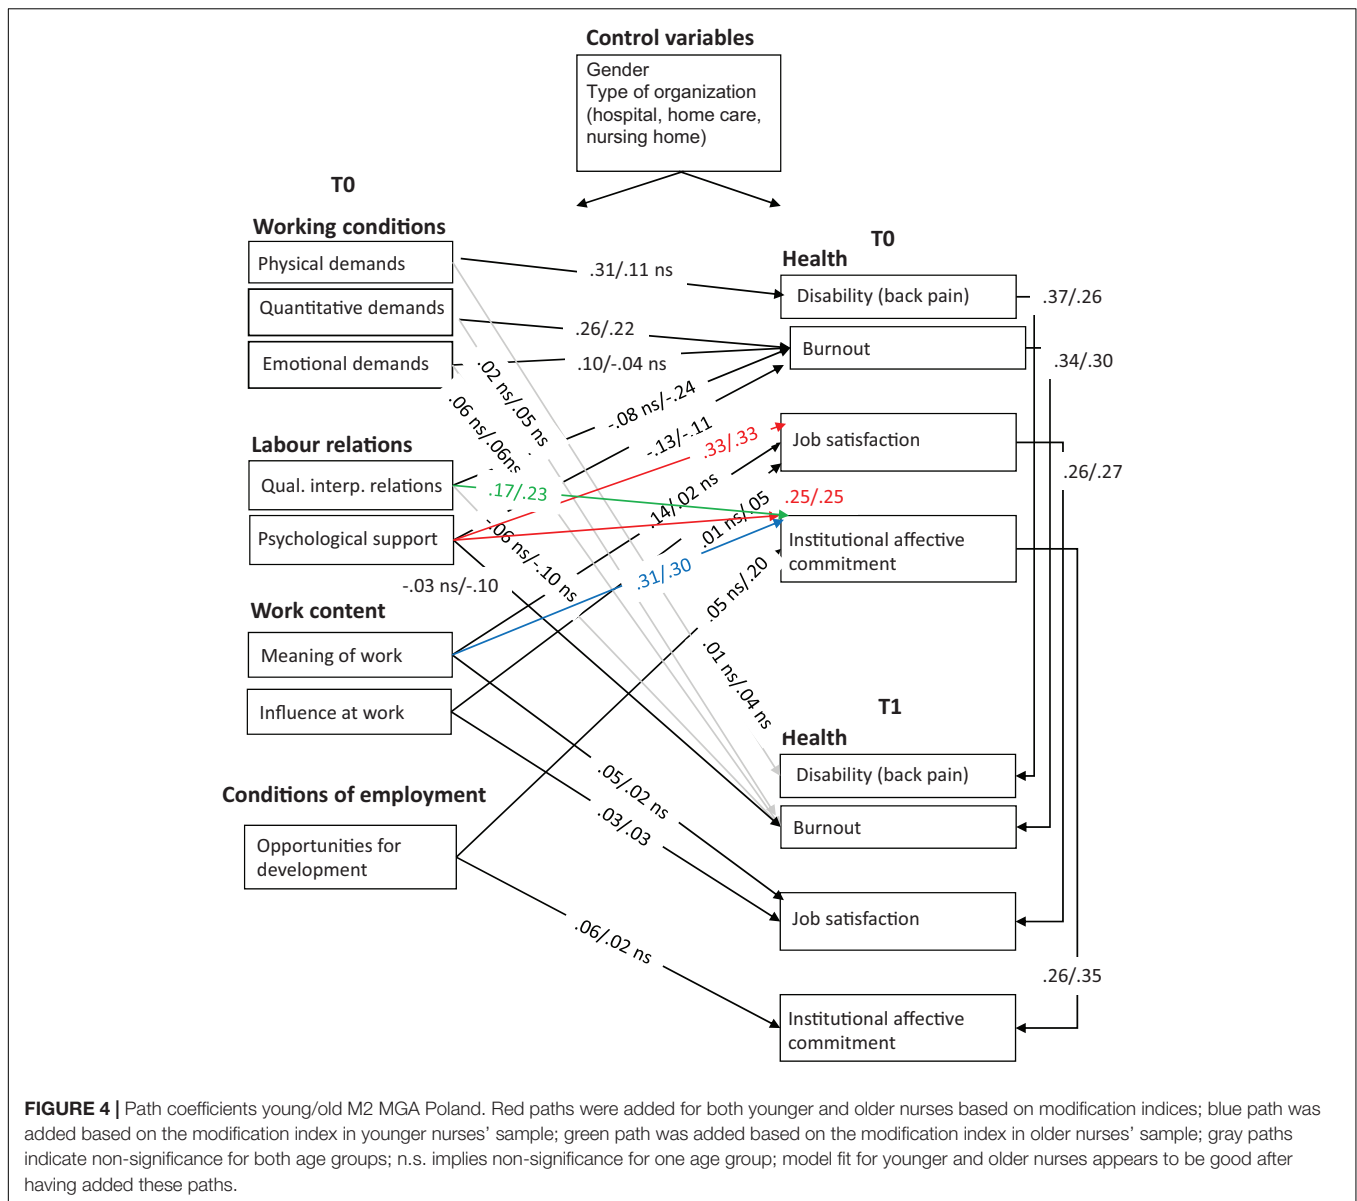 Control variables
Gender
Type of organization
(hospital, home care,
nursing home)
T0
Working conditions
Physical demands
Quantitative demands
Emotional demands
Labour relations
Qual. interp. relations
Psychological support
Work content
Meaning of work
Influence at work
Conditions of employment
Opportunities for
development
.31/.11 ns
.26/.22
.10/-.04 ns
.02 ns/.05 ns
.06 ns/.06ns
-.08 ns/-.24
-.13/-.11
.33/.33
.17/.23
.25/.25
.14/.02 ns
.01 ns/.05
-.06 ns/-.10 ns
-.03 ns/-.10
.31/.30
.05 ns/.20
.01 ns/.04 ns
.05/.02 ns
.03/.03
.06/.02 ns
T0
Health
Disability (back pain)
Burnout
Job satisfaction
Institutional affective
commitment
.37/.26
.34/.30
.26/.27
T1
Health
Disability (back pain)
Burnout
Job satisfaction
Institutional affective
commitment
.26/.35
FIGURE 4 | Path coefficients young/old M2 MGA Poland. Red paths were added for both younger and older nurses based on modification indices; blue path was
added based on the modification index in younger nurses' sample; green path was added based on the modification index in older nurses' sample; gray paths
indicate non-significance for both age groups; n.s. implies non-significance for one age group; model fit for younger and older nurses appears to be good after
having added these paths.